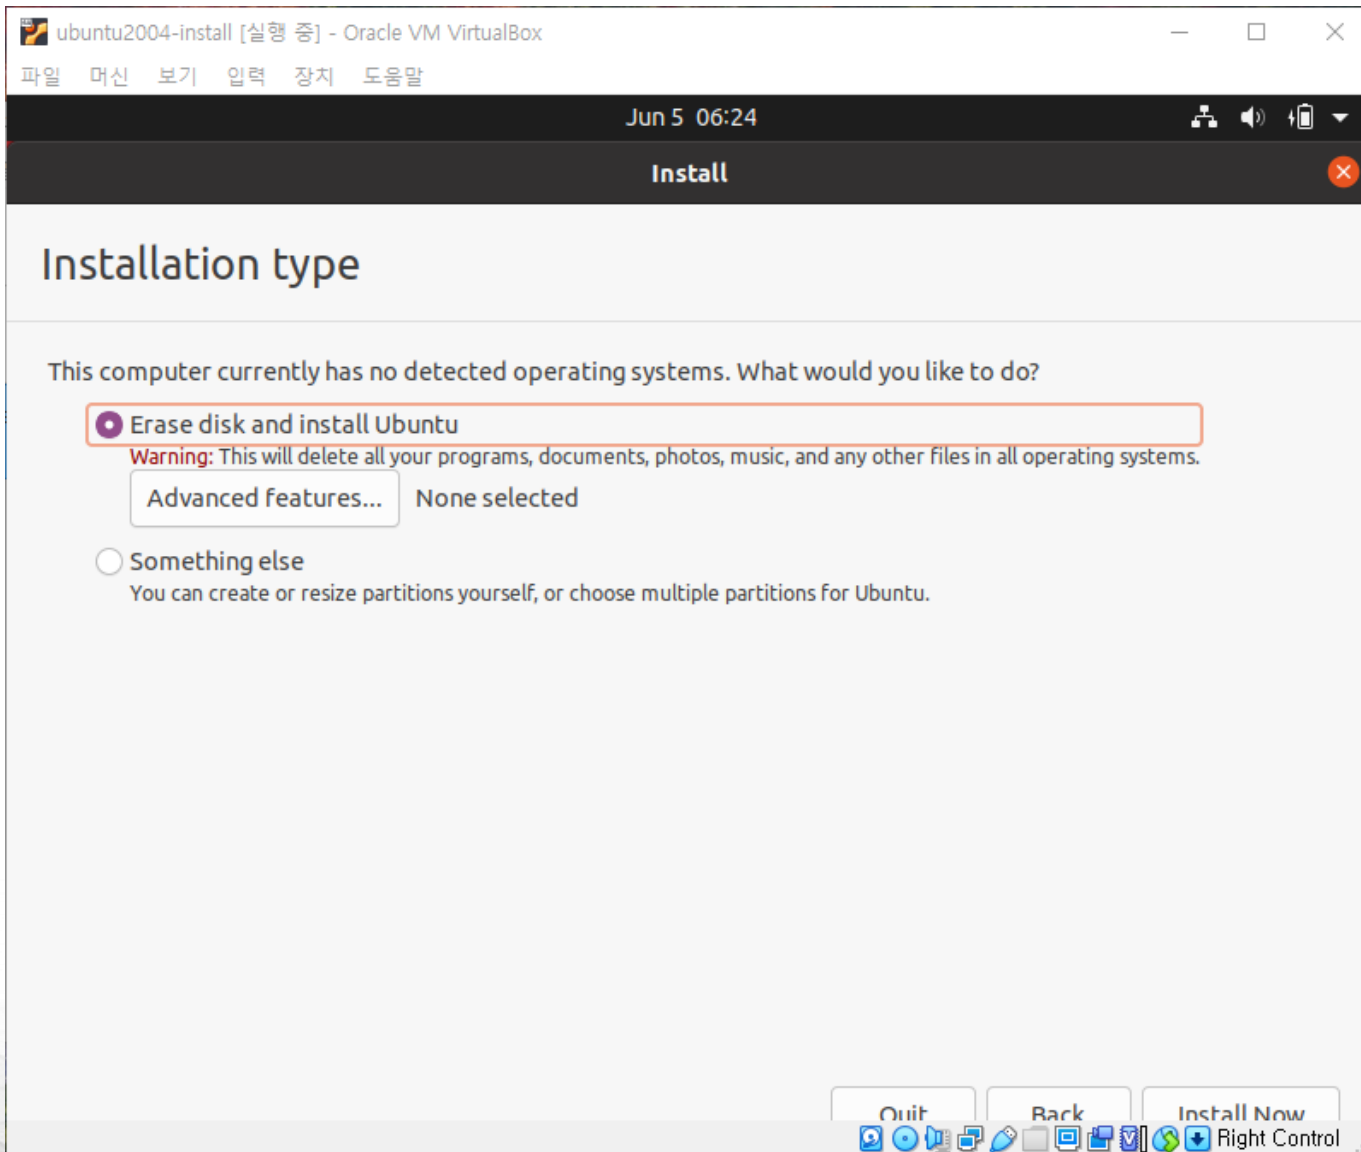 ubuntu2004-install [실행 중] - Oracle VM VirtualBox
파일 머신 보기 입력 장치 도움말
Jun 5 06:24
Install
Installation type
This computer currently has no detected operating systems. What would you like to do?
Erase disk and install Ubuntu
Warning: This will delete all your programs, documents, photos, music, and any other files in all operating systems.
Advanced features... None selected
Something else
You can create or resize partitions yourself, or choose multiple partitions for Ubuntu.
Quit Back Install Now
Right Control